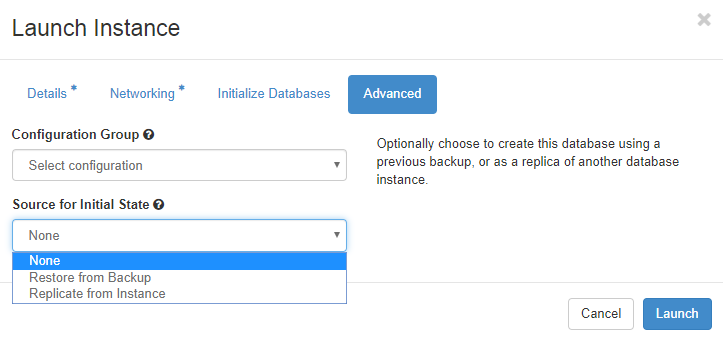 Launch Instance
×
Details *
Networking *
Initialize Databases
Advanced
Configuration Group ?
Select configuration
Optionally choose to create this database using a
previous backup, or as a replica of another database
instance.
Source for Initial State ?
None
None
Restore from Backup
Replicate from Instance
Cancel
Launch